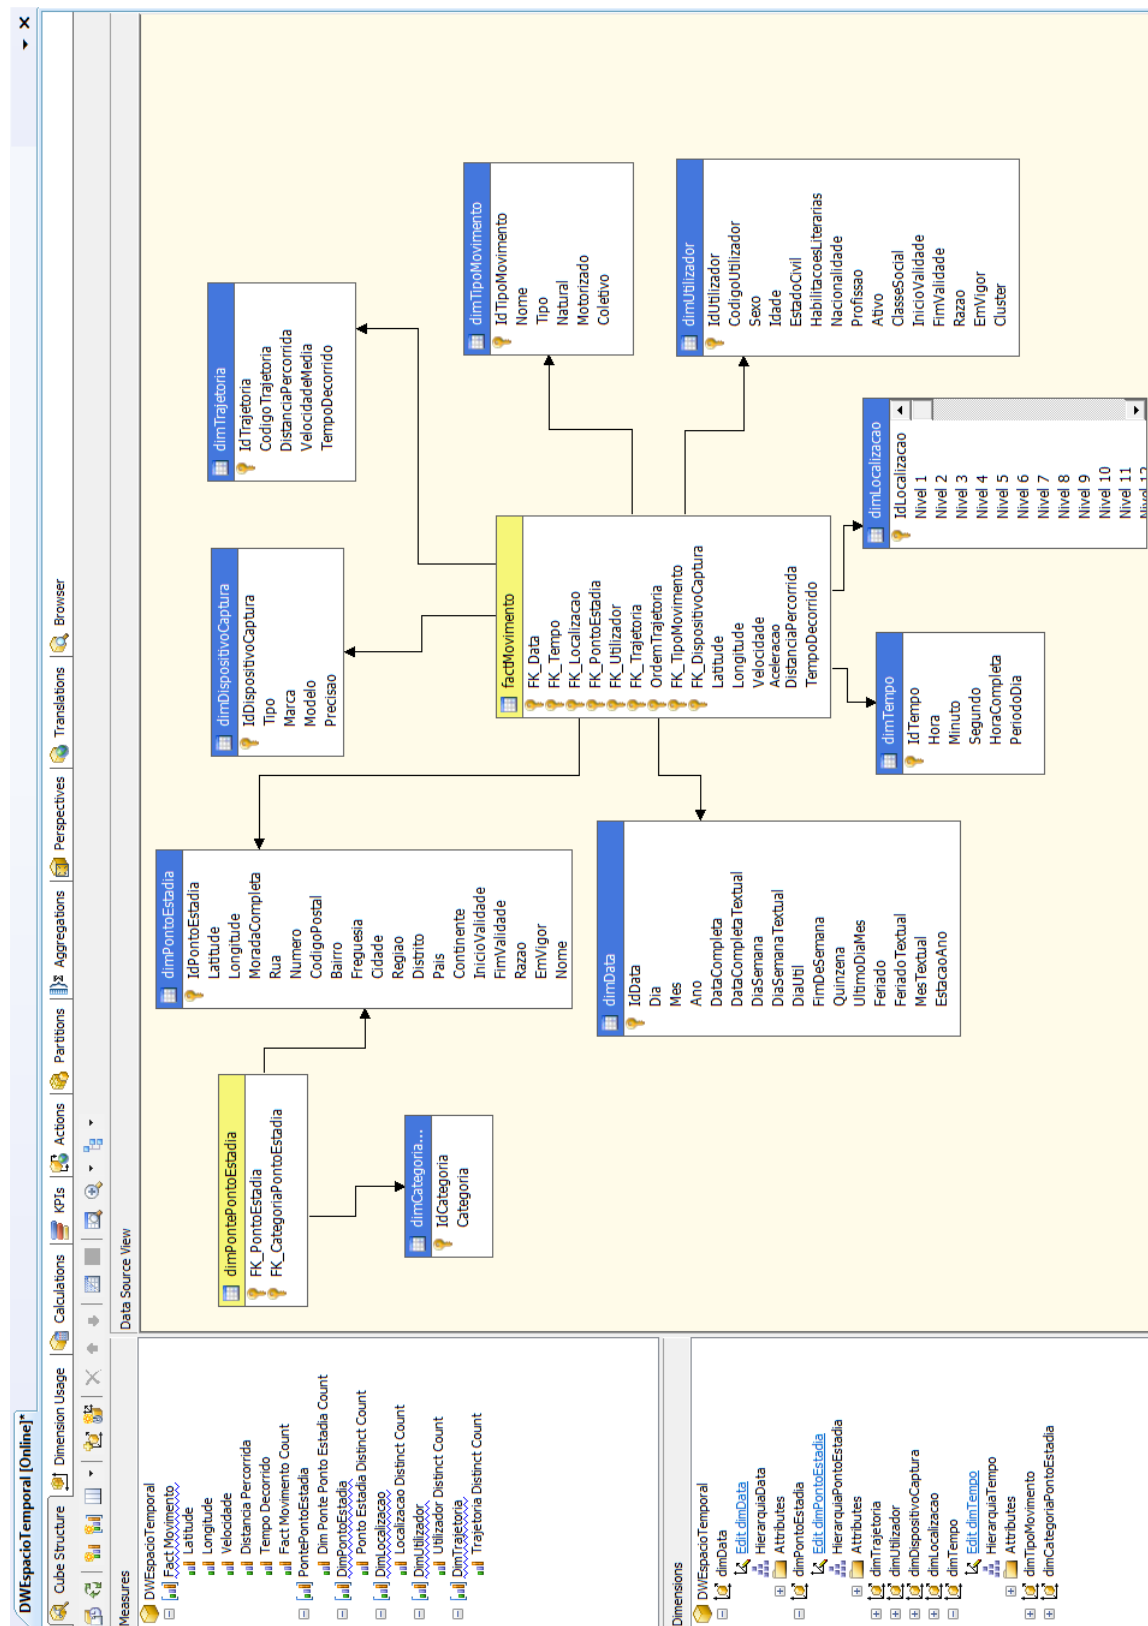 DWEspacioTemporal [Online]*
Cube Structure
Dimension Usage
Calculations
KPIs
Actions
Partitions
Aggregations
Perspectives
Translations
Browser
Measures
DWEspacioTemporal
Fact Movimento
Latitude
Longitude
Velocidade
Distancia Percorrida
Tempo Decorrido
Fact Movimento Count
PontePontoEstadia
Dim Ponte Ponto Estadia Count
DimPontoEstadia
Ponto Estadia Distinct Count
DimLocalizacao
Localizacao Distinct Count
DimUtilizador
Utilizador Distinct Count
DimTrajetoria
Trajetoria Distinct Count
Dimensions
DWEspacioTemporal
dimData
Edit dimData
HierarquiaData
Attributes
dimPontoEstadia
Edit dimPontoEstadia
HierarquiaPontoEstadia
Attributes
dimTrajetoria
dimUtilizador
dimDispositivoCaptura
dimLocalizacao
dimTempo
Edit dimTempo
HierarquiaTempo
Attributes
dimTipoMovimento
dimCategoriaPontoEstadia
Data Source View
dimPontePontoEstadia
FK_PontoEstadia
FK_CategoriaPontoEstadia
dimCategoria...
IdCategoria
Categoria
dimPontoEstadia
IdPontoEstadia
Latitude
Longitude
MoradaCompleta
Rua
Numero
CodigoPostal
Bairro
Freguesia
Cidade
Regiao
Distrito
Pais
Continente
InicioValidade
FimValidade
Razao
EmVigor
Nome
dimData
IdData
Dia
Mes
Ano
DataCompleta
DataCompletaTextual
DiaSemana
DiaSemanaTextual
DiaUtil
FimDeSemana
Quinzena
UltimoDiaMes
Feriado
FeriadoTextual
MesTextual
EstacaoAno
dimDispositivoCaptura
IdDispositivoCaptura
Tipo
Marca
Modelo
Precisao
dimTrajetoria
IdTrajetoria
CodigoTrajetoria
DistanciaPercorrida
VelocidadeMedia
TempoDecorrido
factMovimento
FK_Data
FK_Tempo
FK_Localizacao
FK_PontoEstadia
FK_Utilizador
FK_Trajetoria
OrdemTrajetoria
FK_TipoMovimento
FK_DispositivoCaptura
Latitude
Longitude
Velocidade
Aceleracao
DistanciaPercorrida
TempoDecorrido
dimTipoMovimento
IdTipoMovimento
Nome
Tipo
Natural
Motorizado
Coletivo
dimUtilizador
IdUtilizador
CodigoUtilizador
Sexo
Idade
EstadoCivil
HabilitacoesLiterarias
Nacionalidade
Profissao
Ativo
ClasseSocial
InicioValidade
FimValidade
Razao
EmVigor
Cluster
dimTempo
IdTempo
Hora
Minuto
Segundo
HoraCompleta
PeriodoDia
dimLocalizacao
IdLocalizacao
Nivel 1
Nivel 2
Nivel 3
Nivel 4
Nivel 5
Nivel 6
Nivel 7
Nivel 8
Nivel 9
Nivel 10
Nivel 11
Nivel 12